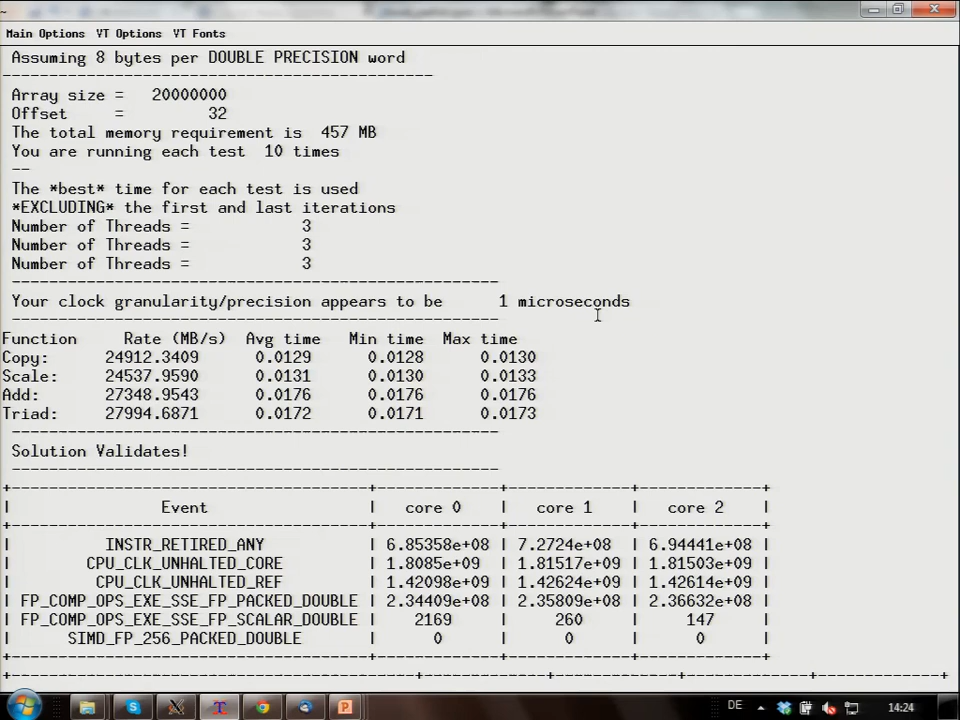 ~
Main Options VT Options VT Fonts
Assuming 8 bytes per DOUBLE PRECISION word
----------------------------------------------
Array size = 20000000
Offset = 32
The total memory requirement is 457 MB
You are running each test 10 times
--
The *best* time for each test is used
*EXCLUDING* the first and last iterations
Number of Threads = 3
Number of Threads = 3
Number of Threads = 3
----------------------------------------------------
Your clock granularity/precision appears to be 1 microseconds
----------------------------------------------------
Function Rate (MB/s) Avg time Min time Max time
Copy: 24912.3409 0.0129 0.0128 0.0130
Scale: 24537.9590 0.0131 0.0130 0.0133
Add: 27348.9543 0.0176 0.0176 0.0176
Triad: 27994.6871 0.0172 0.0171 0.0173
----------------------------------------------------
Solution Validates!
----------------------------------------------------
+---------------------------------------+-------------+-------------+-------------+
| Event | core 0 | core 1 | core 2 |
+---------------------------------------+-------------+-------------+-------------+
| INSTR_RETIRED_ANY | 6.85358e+08 | 7.2724e+08 | 6.94441e+08 |
| CPU_CLK_UNHALTED_CORE | 1.8085e+09 | 1.81517e+09 | 1.81503e+09 |
| CPU_CLK_UNHALTED_REF | 1.42098e+09 | 1.42624e+09 | 1.42614e+09 |
| FP_COMP_OPS_EXE_SSE_FP_PACKED_DOUBLE | 2.34409e+08 | 2.35809e+08 | 2.36632e+08 |
| FP_COMP_OPS_EXE_SSE_FP_SCALAR_DOUBLE | 2169 | 260 | 147 |
| SIMD_FP_256_PACKED_DOUBLE | 0 | 0 | 0 |
+---------------------------------------+-------------+-------------+-------------+
+--------------------------------------------+-------------+-------------+-------------+-------------+
DE 14:24